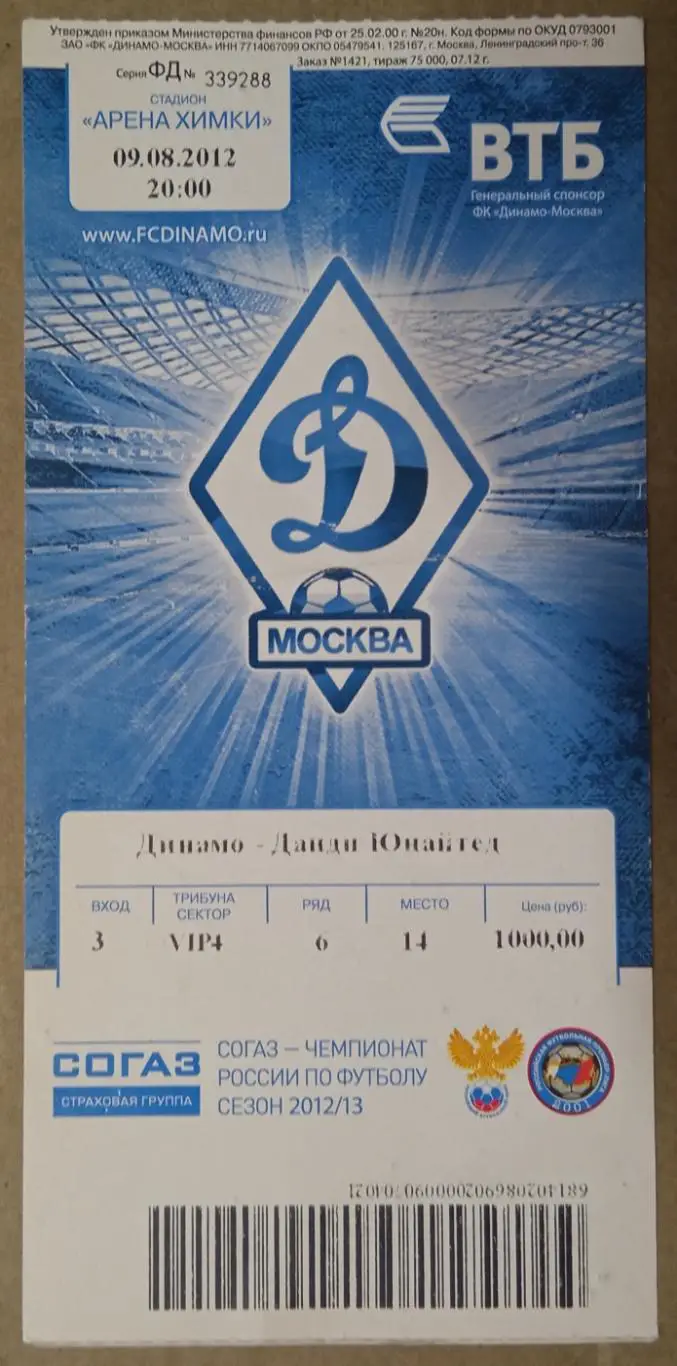 Утвержден приказом Министерства финансов РФ от 25.02.00 г. №20н. Код формы по ОКУД 0793001
ЗАО «ФК «ДИНАМО-МОСКВА» ИНН 7714067099 ОКПО 05479541, 125167, г. Москва, Ленинградский про-т, 36
Заказ №1421, тираж 75 000, 07.12 г.
Серия ФД № 339288
СТАДИОН
«АРЕНА ХИМКИ»
09.08.2012
20:00
www.FCDINAMO.ru
ВТБ
Генеральный спонсор
ФК «Динамо-Москва»
Д
МОСКВА
Динамо - Данди Юнайтед
ВХОД ТРИБУНА СЕКТОР РЯД МЕСТО Цена (руб):
3 VIP4 6 14 1000,00
СОГАЗ
СТРАХОВАЯ ГРУППА
СОГАЗ – ЧЕМПИОНАТ
РОССИИ ПО ФУТБОЛУ
СЕЗОН 2012/13
2001